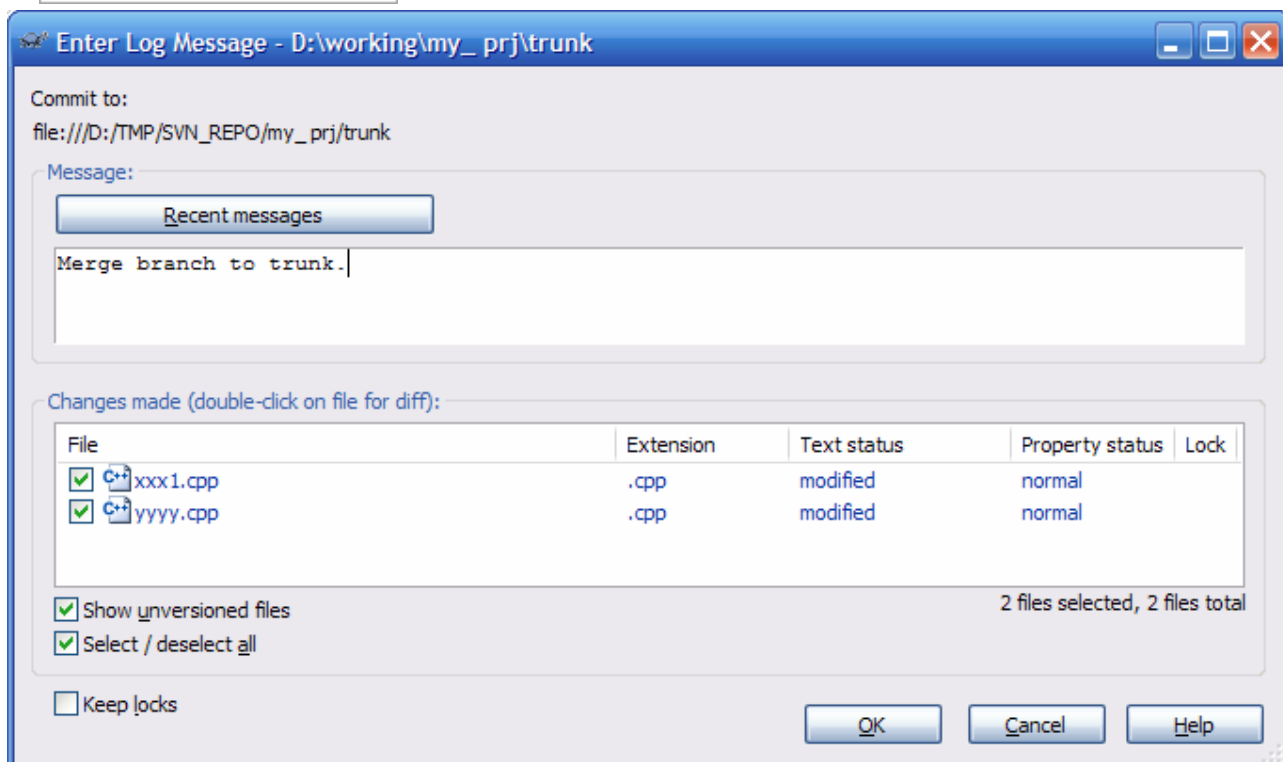 Enter Log Message - D:\working\my_ prj\trunk
Commit to:
file:///D:/TMP/SVN_REPO/my_ prj/trunk
Message:
Recent messages
Merge branch to trunk.
Changes made (double-click on file for diff):
File Extension Text status Property status Lock
C++ xxx1.cpp .cpp modified normal
C++ yyyy.cpp .cpp modified normal
Show unversioned files 2 files selected, 2 files total
Select / deselect all
Keep locks
OK Cancel Help